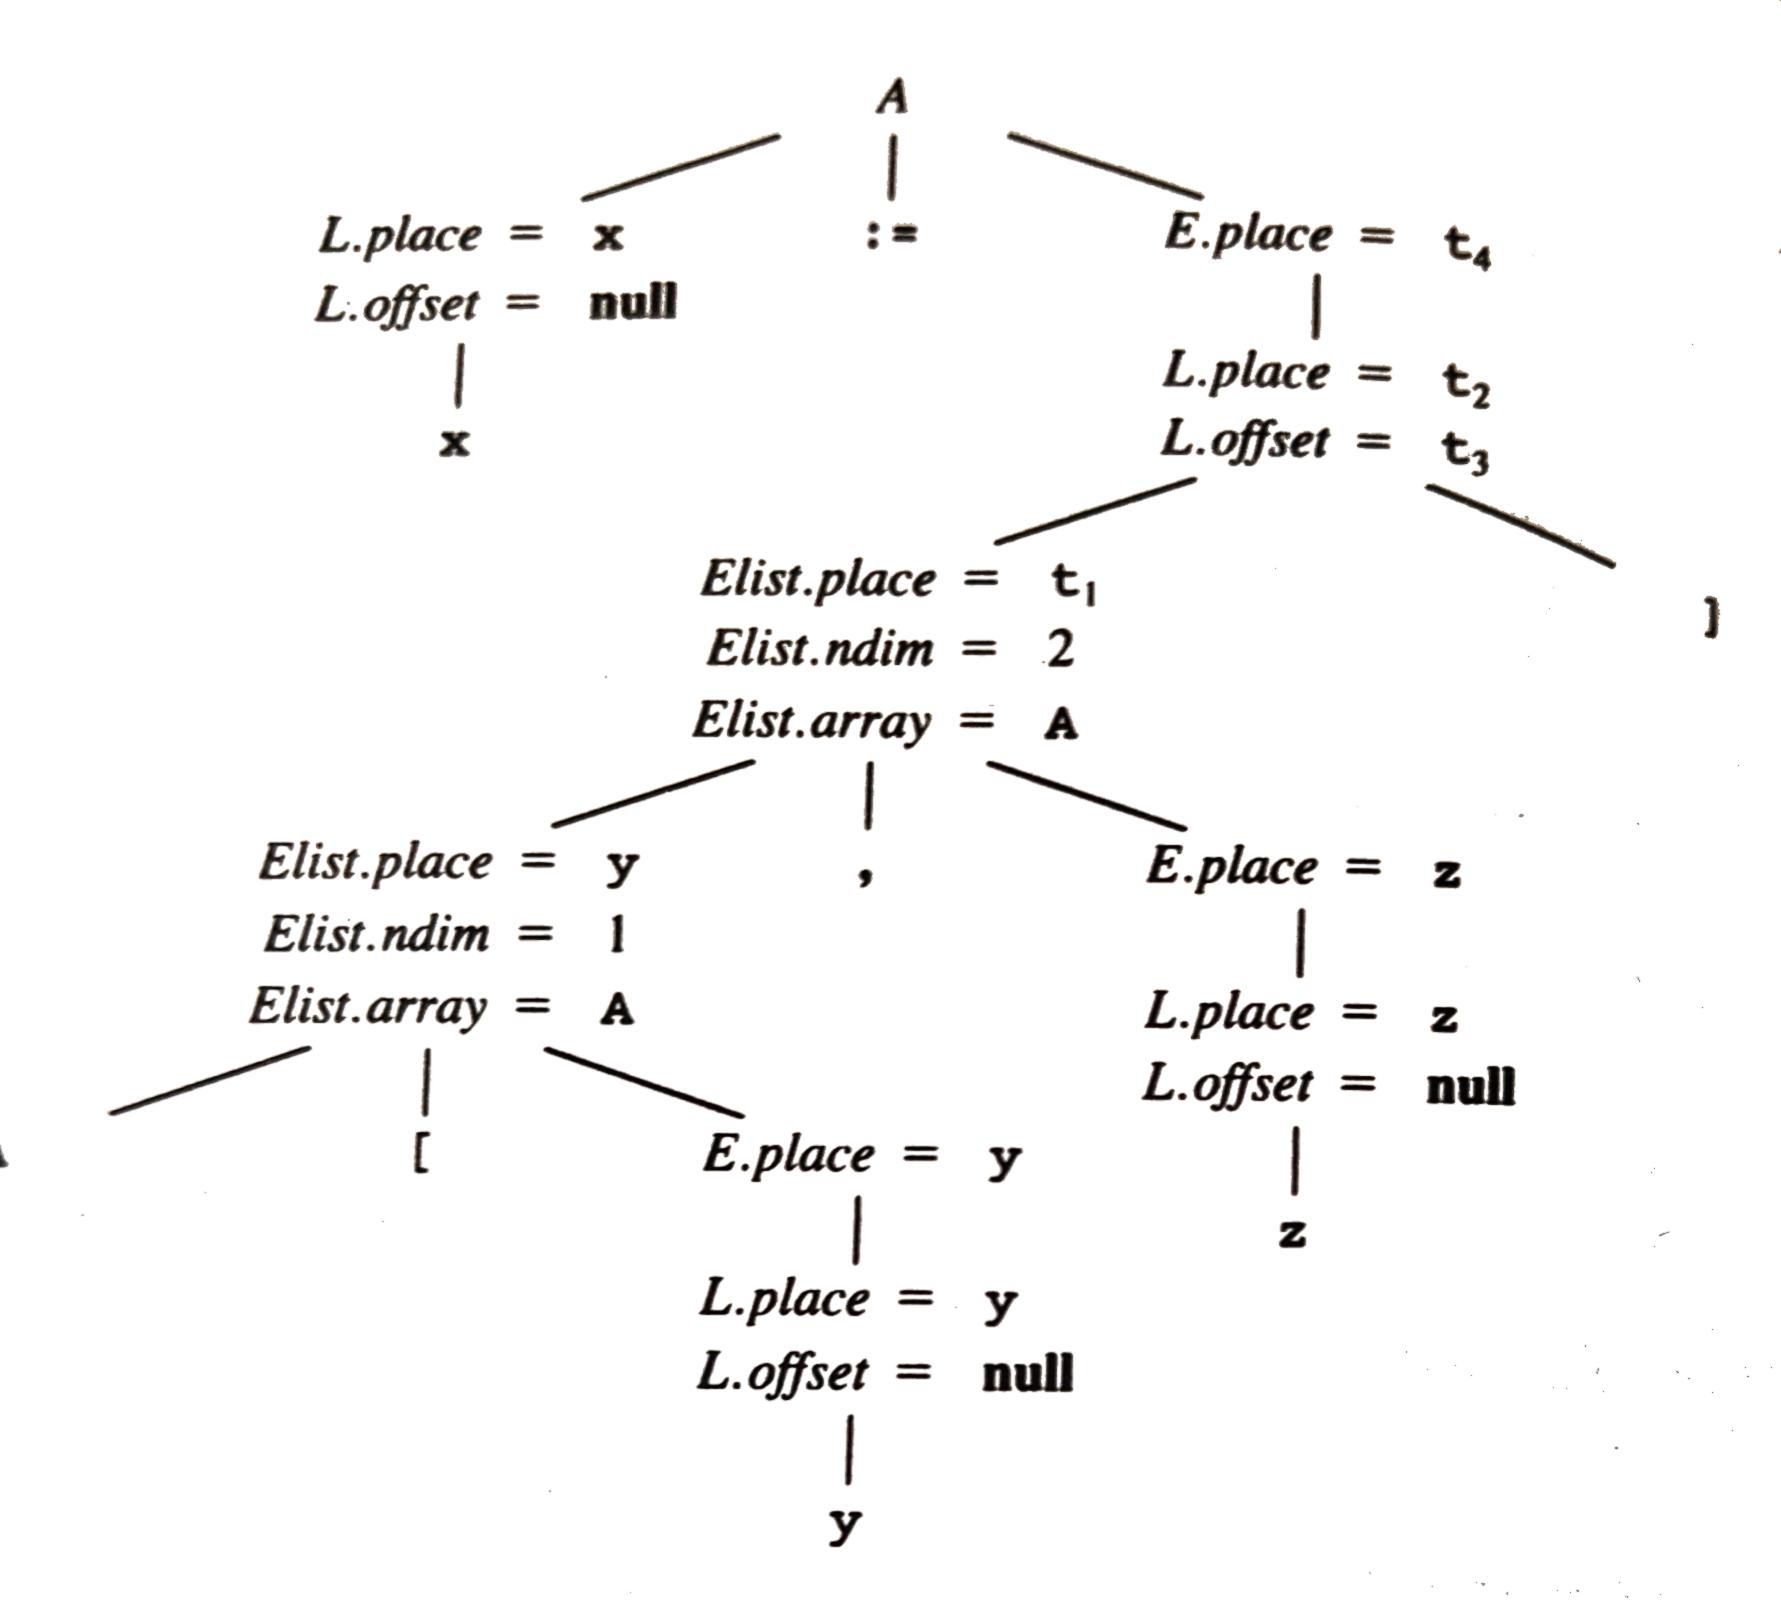 A
L.place = x := E.place = t₄
L.offset = null
L.place = t₂
x L.offset = t₃
Elist.place = t₁
]
Elist.ndim = 2
Elist.array = A
Elist.place = y , E.place = z
Elist.ndim = 1
Elist.array = A L.place = z
L.offset = null
[ E.place = y
z
L.place = y
L.offset = null
y